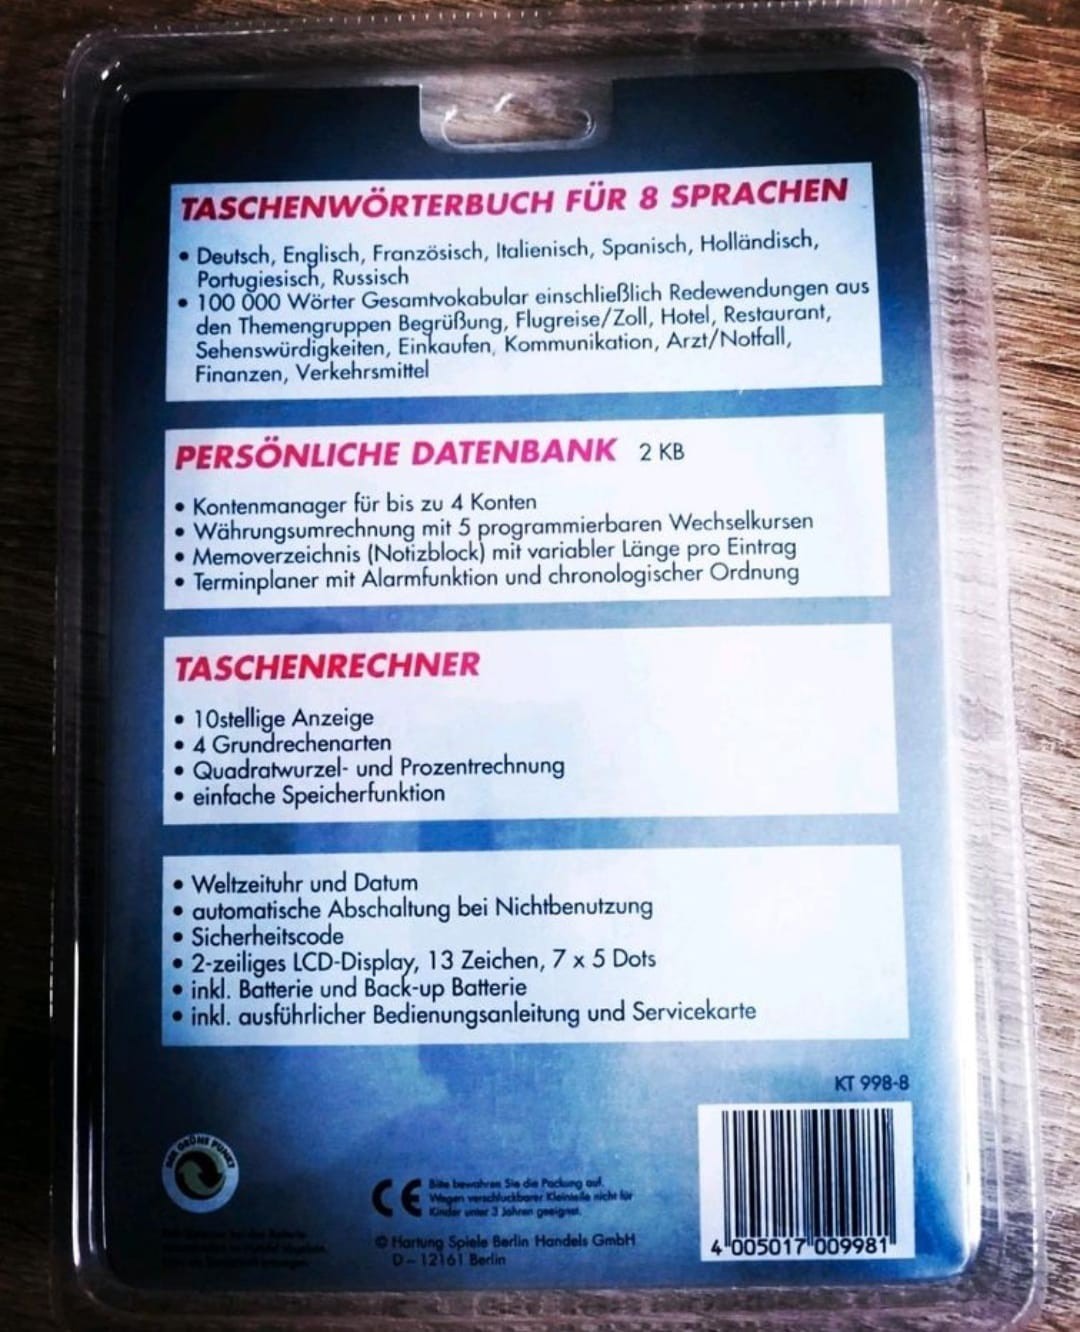 TASCHENWÖRTERBUCH FÜR 8 SPRACHEN
• Deutsch, Englisch, Französisch, Italienisch, Spanisch, Holländisch,
Portugiesisch, Russisch
• 100 000 Wörter Gesamtvokabular einschließlich Redewendungen aus
den Themengruppen Begrüßung, Flugreise/Zoll, Hotel, Restaurant,
Sehenswürdigkeiten, Einkaufen, Kommunikation, Arzt/Notfall,
Finanzen, Verkehrsmittel
PERSÖNLICHE DATENBANK 2 KB
• Kontenmanager für bis zu 4 Konten
• Währungsumrechnung mit 5 programmierbaren Wechselkursen
• Memoverzeichnis (Notizblock) mit variabler Länge pro Eintrag
• Terminplaner mit Alarmfunktion und chronologischer Ordnung
TASCHENRECHNER
• 10stellige Anzeige
• 4 Grundrechenarten
• Quadratwurzel- und Prozentrechnung
• einfache Speicherfunktion
• Weltzeituhr und Datum
• automatische Abschaltung bei Nichtbenutzung
• Sicherheitscode
• 2-zeiliges LCD-Display, 13 Zeichen, 7 x 5 Dots
• inkl. Batterie und Back-up Batterie
• inkl. ausführlicher Bedienungsanleitung und Servicekarte
KT 998-8
DER GRÜNE PUNKT
CE Bitte bewahren Sie die Packung auf.
Wegen verschluckbarer Kleinteile nicht für
Kinder unter 3 Jahren geeignet.
© Hartung Spiele Berlin Handels GmbH
D-12161 Berlin
4 005017 009981